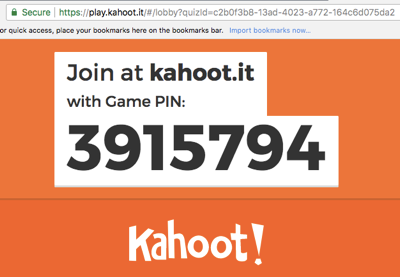 Secure https://play.kahoot.it/#/lobby?quizId=c2b0f3b8-13ad-4023-a772-164c6d075da2
or quick access, place your bookmarks here on the bookmarks bar. Import bookmarks now...
Join at kahoot.it
with Game PIN:
3915794
Kahoot!